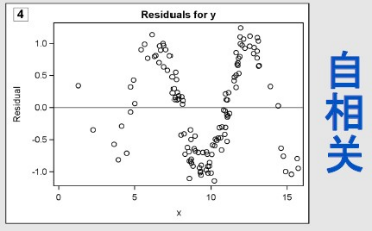 4
Residuals for y
Residual
1.0
0.5
0.0
-0.5
-1.0
0 5 10 15
x
自
相
关